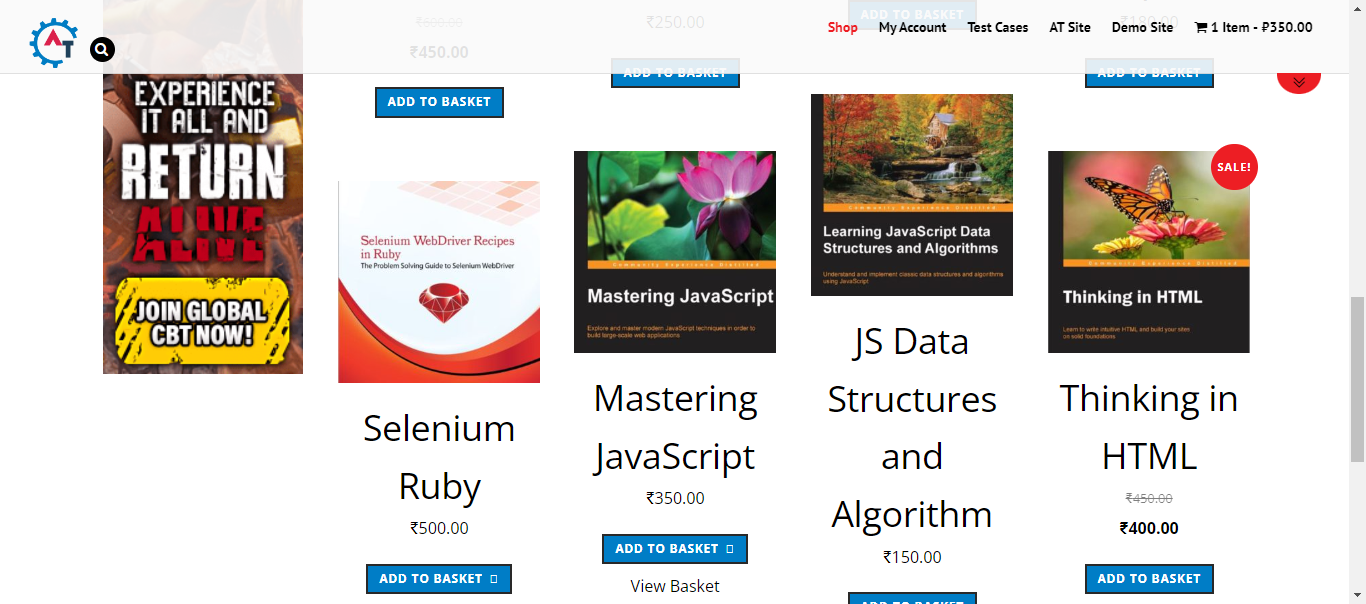 AT
Shop
My Account
Test Cases
AT Site
Demo Site
1 Item - ₽350.00
₹600.00
₹450.00
ADD TO BASKET
₹250.00
ADD TO BASKET
ADD TO BASKET
₹180.00
ADD TO BASKET
EXPERIENCE
IT ALL AND
RETURN
ALIVE
JOIN GLOBAL
CBT NOW!
Selenium WebDriver Recipes
in Ruby
The Problem Solving Guide to Selenium WebDriver
Selenium
Ruby
₹500.00
ADD TO BASKET
Community Experience Distilled
Mastering JavaScript
Explore and master modern JavaScript techniques in order to
build large-scale web applications
Mastering
JavaScript
₹350.00
ADD TO BASKET
View Basket
Community Experience Distilled
Learning JavaScript Data
Structures and Algorithms
Understand and implement classic data structures and algorithms
using JavaScript
JS Data
Structures
and
Algorithm
₹150.00
ADD TO BASKET
SALE!
Community Experience Distilled
Thinking in HTML
Learn to write intuitive HTML and build your sites
on solid foundations
Thinking in
HTML
₹450.00
₹400.00
ADD TO BASKET